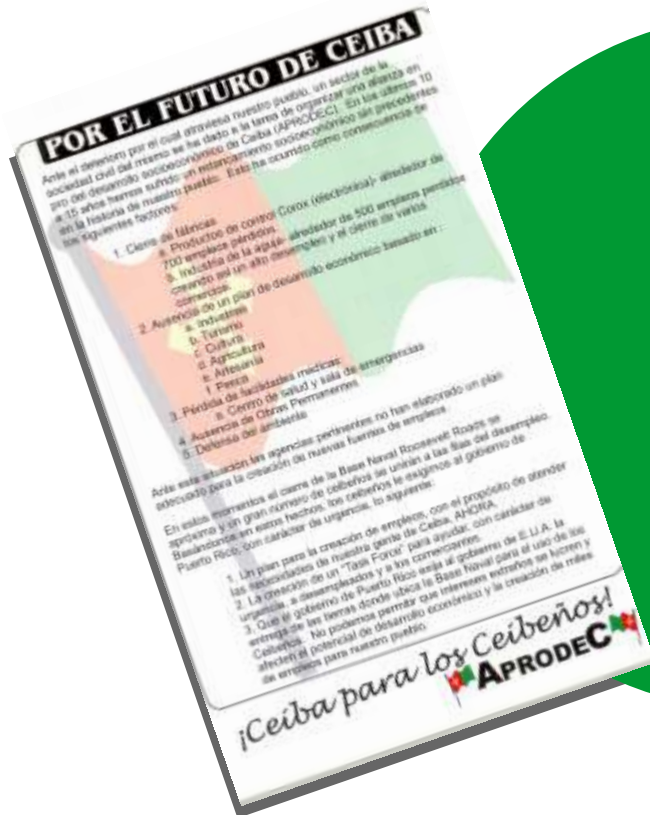 POR EL FUTURO DE CEIBA
Ante el deterioro por el cual atraviesa nuestro pueblo, un sector de la
sociedad civil del mismo se ha dado a la tarea de organizar una alianza en
pro del desarrollo socioeconómico de Ceiba (APRODEC). En los últimos 10
a 15 años hemos sufrido un estancamiento socioeconómico sin precedentes
en la historia de nuestro pueblo. Esto ha ocurrido como consecuencia de
los siguientes factores:
1. Cierre de fábricas
a. Productos de control Corox (electrónica)- alrededor de
700 empleos pérdidos.
b. Industria de la aguja- alrededor de 500 empleos perdidos
creando así un alto desempleo y el cierre de varios
comercios.
2. Ausencia de un plan de desarrollo económico basado en :
a. Industrias
b. Turismo
c. Cultura
d. Agricultura
e. Artesanía
f. Pesca
3. Pérdida de facilidades médicas
a. Centro de salud y sala de emergencias
4. Ausencia de Obras Permanentes
5. Defensa del ambiente
Ante esta situación las agencias pertinentes no han elaborado un plan
adecuado para la creación de nuevas fuentes de empleos.
En estos momentos el cierre de la Base Naval Roosevelt Roads se
aproxima y un gran número de ceibeños se unirán a las filas del desempleo.
Basándonos en estos hechos, los ceibeños le exigimos al gobierno de
Puerto Rico, con carácter de urgencia, lo siguiente:
1. Un plan para la creación de empleos, con el propósito de atender
las necesidades de nuestra gente de Ceiba, AHORA.
2. La creación de un "Task Force" para ayudar, con carácter de
urgencia, a desempleados y a los comerciantes.
3. Que el gobierno de Puerto Rico exija al gobierno de E.U.A. la
entrega de las tierras donde ubica la Base Naval para el uso de los
Ceibeños. No podemos permitir que intereses extraños se lucren y
afecten el potencial de desarrollo económico y la creación de miles
de empleos para nuestro pueblo.
¡Ceiba para los Ceibeños!
APRODEC